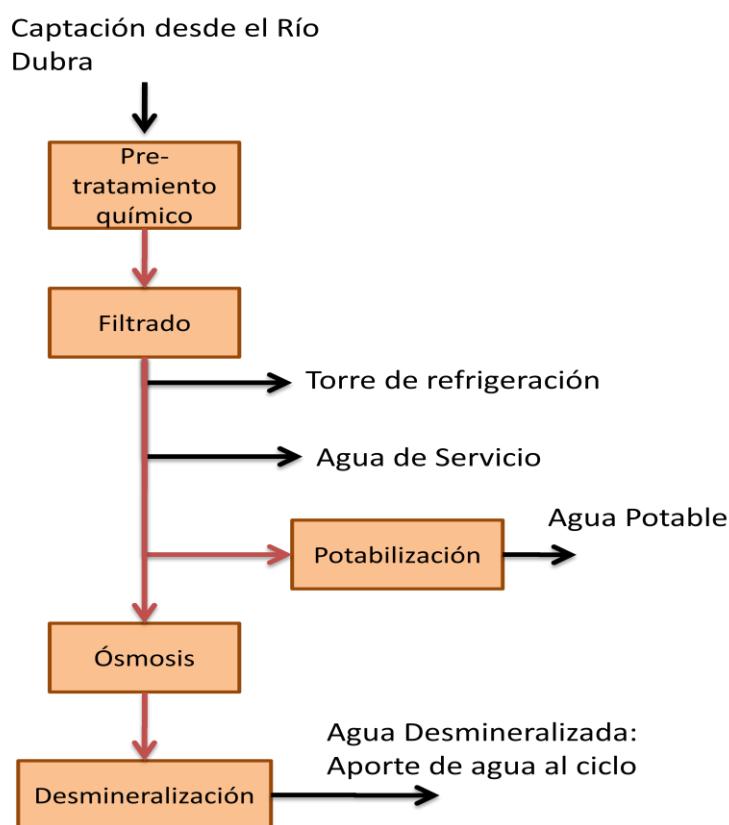 Captación desde el Río
Dubra
Pre-
tratamiento
químico
Filtrado
Torre de refrigeración
Agua de Servicio
Agua Potable
Potabilización
Ósmosis
Agua Desmineralizada:
Aporte de agua al ciclo
Desmineralización